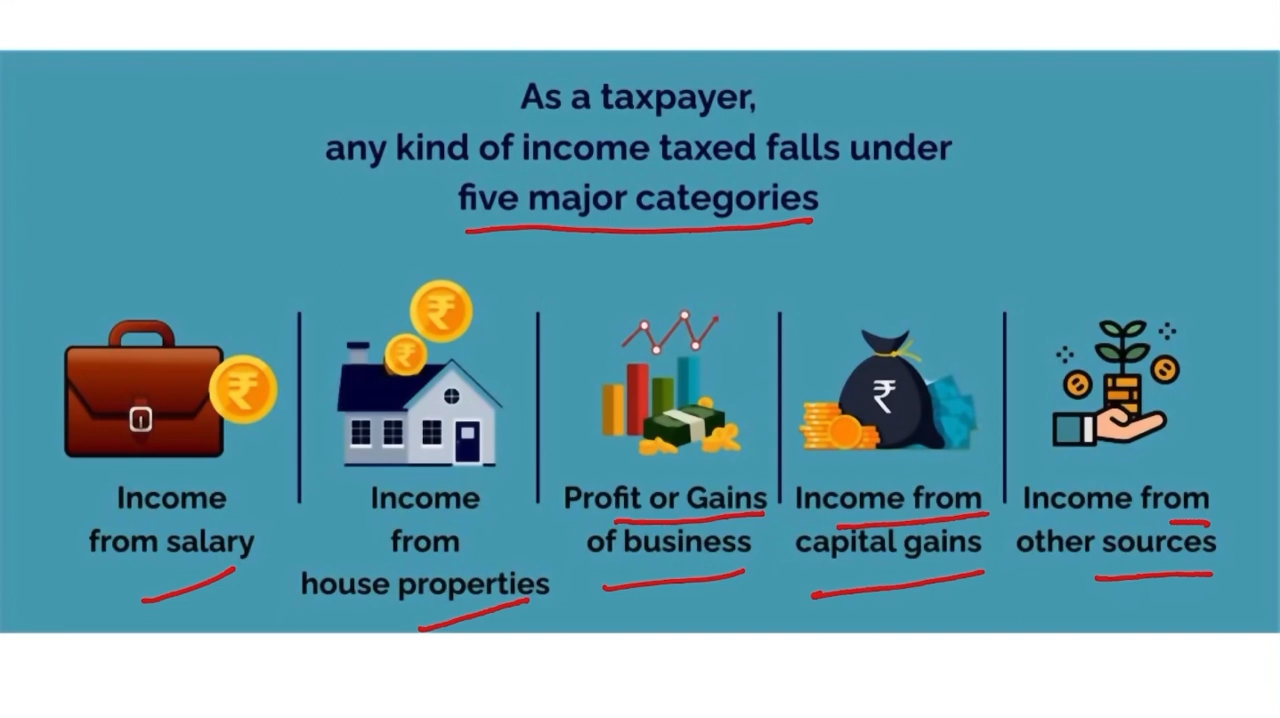 As a taxpayer,
any kind of income taxed falls under
five major categories
Income
from salary
Income
from
house properties
Profit or Gains
of business
Income from
capital gains
Income from
other sources